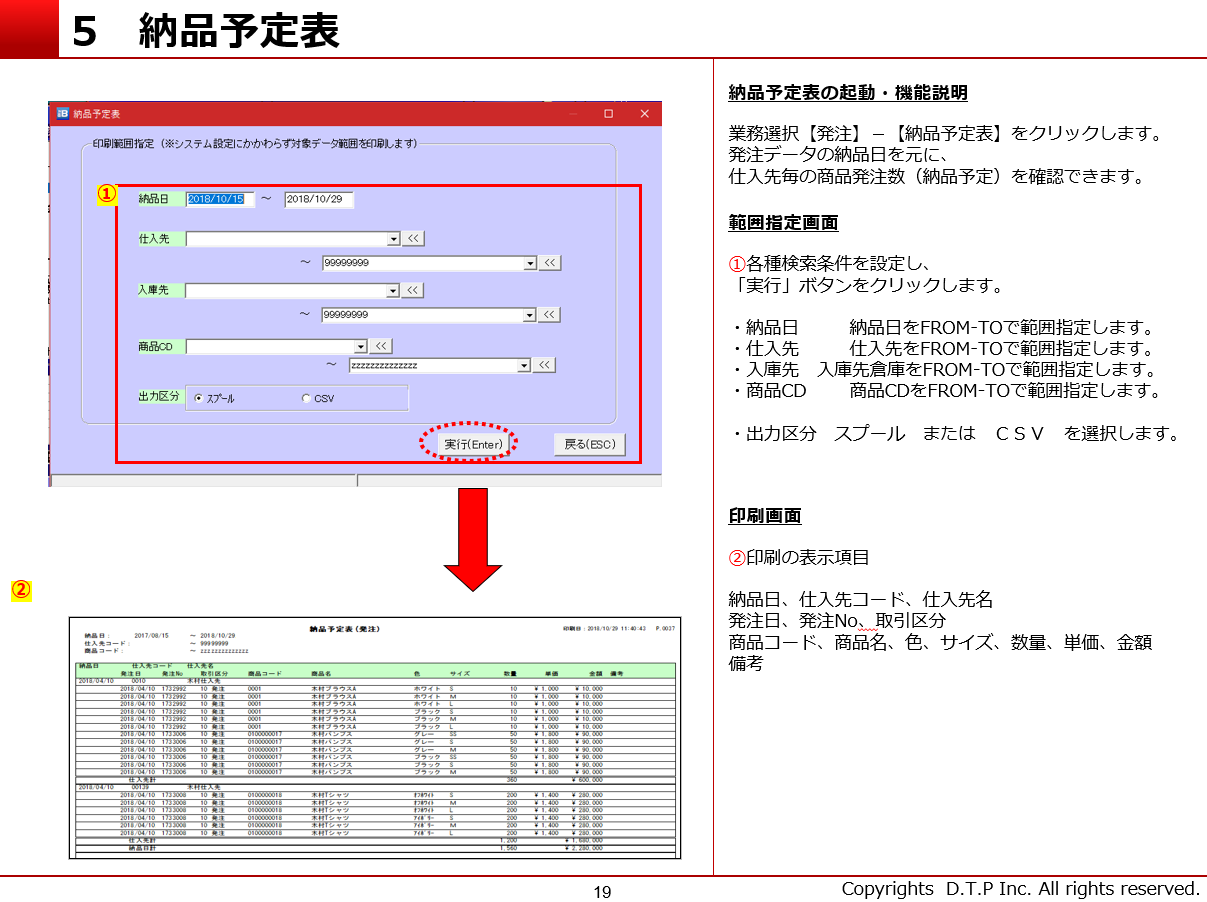 5 納品予定表
納品予定表
印刷範囲指定（※システム設定にかかわらず対象データ範囲を印刷します）
①
納品日 2018/10/15 ～ 2018/10/29
仕入先 <<
～ 99999999 <<
入庫先 <<
～ 99999999 <<
商品CD <<
～ zzzzzzzzzzzzzz <<
出力区分 ｽﾌﾟｰﾙ CSV
実行(Enter) 戻る(ESC)
②
納品予定表（発注） 印刷日：2018/10/29 11:40:42 P.0037
納品日： 2017/08/15 ～ 2018/10/29
仕入先コード： ～ 99999999
商品コード： ～ zzzzzzzzzzzzzz
納品日 仕入先コード 仕入先名
発注日 発注No 取引区分 商品コード 商品名 色 サイズ 数量 単価 金額 備考
2018/04/10 0010 木村仕入先
2018/04/10 1732992 10 発注 0001 木村ブラウスA ホワイト S 10 ¥ 1,000 ¥ 10,000
2018/04/10 1732992 10 発注 0001 木村ブラウスA ホワイト M 10 ¥ 1,000 ¥ 10,000
2018/04/10 1732992 10 発注 0001 木村ブラウスA ホワイト L 10 ¥ 1,000 ¥ 10,000
2018/04/10 1732992 10 発注 0001 木村ブラウスA ブラック S 10 ¥ 1,000 ¥ 10,000
2018/04/10 1732992 10 発注 0001 木村ブラウスA ブラック M 10 ¥ 1,000 ¥ 10,000
2018/04/10 1732992 10 発注 0001 木村ブラウスA ブラック L 10 ¥ 1,000 ¥ 10,000
2018/04/10 1733006 10 発注 0100000017 木村パンプス グレー SS 50 ¥ 1,800 ¥ 90,000
2018/04/10 1733006 10 発注 0100000017 木村パンプス グレー S 50 ¥ 1,800 ¥ 90,000
2018/04/10 1733006 10 発注 0100000017 木村パンプス グレー M 50 ¥ 1,800 ¥ 90,000
2018/04/10 1733006 10 発注 0100000017 木村パンプス ブラック SS 50 ¥ 1,800 ¥ 90,000
2018/04/10 1733006 10 発注 0100000017 木村パンプス ブラック S 50 ¥ 1,800 ¥ 90,000
2018/04/10 1733006 10 発注 0100000017 木村パンプス ブラック M 50 ¥ 1,800 ¥ 90,000
仕入先計 360 ¥ 600,000
2018/04/10 00139 木村仕入先
2018/04/10 1733008 10 発注 0100000018 木村Tシャツ ｵﾌﾎﾜｲﾄ S 200 ¥ 1,400 ¥ 280,000
2018/04/10 1733008 10 発注 0100000018 木村Tシャツ ｵﾌﾎﾜｲﾄ M 200 ¥ 1,400 ¥ 280,000
2018/04/10 1733008 10 発注 0100000018 木村Tシャツ ｵﾌﾎﾜｲﾄ L 200 ¥ 1,400 ¥ 280,000
2018/04/10 1733008 10 発注 0100000018 木村Tシャツ ｱｲﾎﾞﾘｰ S 200 ¥ 1,400 ¥ 280,000
2018/04/10 1733008 10 発注 0100000018 木村Tシャツ ｱｲﾎﾞﾘｰ M 200 ¥ 1,400 ¥ 280,000
2018/04/10 1733008 10 発注 0100000018 木村Tシャツ ｱｲﾎﾞﾘｰ L 200 ¥ 1,400 ¥ 280,000
仕入先計 1,200 ¥ 1,680,000
納品日計 1,560 ¥ 2,280,000
納品予定表の起動・機能説明
業務選択【発注】－【納品予定表】をクリックします。
発注データの納品日を元に、
仕入先毎の商品発注数（納品予定）を確認できます。
範囲指定画面
①各種検索条件を設定し、
「実行」ボタンをクリックします。
・納品日 納品日をFROM-TOで範囲指定します。
・仕入先 仕入先をFROM-TOで範囲指定します。
・入庫先 入庫先倉庫をFROM-TOで範囲指定します。
・商品CD 商品CDをFROM-TOで範囲指定します。
・出力区分 スプール または ＣＳＶ を選択します。
印刷画面
②印刷の表示項目
納品日、仕入先コード、仕入先名
発注日、発注No、取引区分
商品コード、商品名、色、サイズ、数量、単価、金額
備考
19
Copyrights D.T.P Inc. All rights reserved.